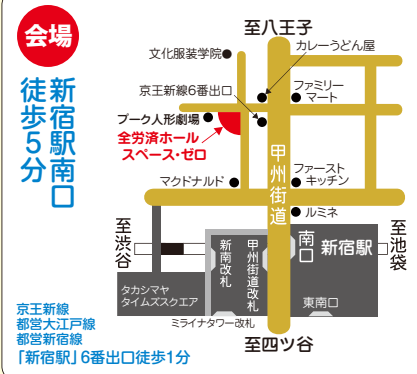 会場
新宿駅南口
徒歩5分
至八王子
カレーうどん屋
文化服装学院
京王新線6番出口
ファミリー
マート
プーク人形劇場
全労済ホール
スペース・ゼロ
甲州街道
マクドナルド
ファースト
キッチン
ルミネ
至渋谷
新南改札
甲州街道改札
南口
新宿駅
至池袋
タカシマヤ
タイムズスクエア
東南口
ミライナタワー改札
至四ツ谷
京王新線
都営大江戸線
都営新宿線
「新宿駅」6番出口徒歩1分